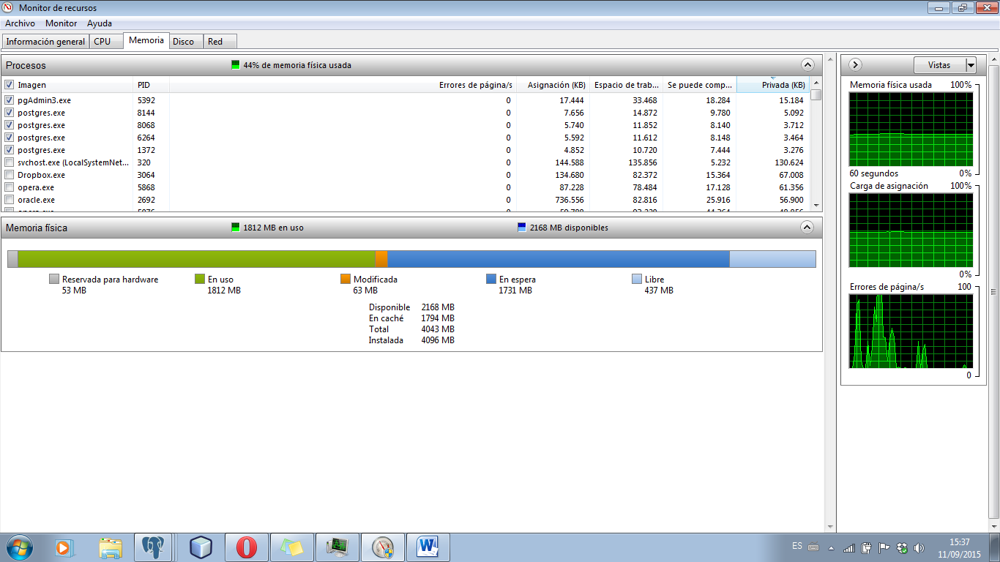 Monitor de recursos
Archivo Monitor Ayuda
Información general CPU Memoria Disco Red
Procesos 44% de memoria física usada
Imagen PID Errores de página/s Asignación (KB) Espacio de trab... Se puede comp... Privada (KB)
pgAdmin3.exe 5392 0 17.444 33.468 18.284 15.184
postgres.exe 8144 0 7.656 14.872 9.780 5.092
postgres.exe 8068 0 5.740 11.852 8.140 3.712
postgres.exe 6264 0 5.592 11.612 8.148 3.464
postgres.exe 1372 0 4.852 10.720 7.444 3.276
svchost.exe (LocalSystemNet... 320 0 144.588 135.856 5.232 130.624
Dropbox.exe 3064 0 134.680 82.372 15.364 67.008
opera.exe 5868 0 87.228 78.484 17.128 61.356
oracle.exe 2692 0 736.556 82.816 25.916 56.900
Memoria física 1812 MB en uso 2168 MB disponibles
Reservada para hardware En uso Modificada En espera Libre
53 MB 1812 MB 63 MB 1731 MB 437 MB
Disponible 2168 MB
En caché 1794 MB
Total 4043 MB
Instalada 4096 MB
Vistas
Memoria física usada 100%
60 segundos 0%
Carga de asignación 100%
0%
Errores de página/s 100
0
ES 15:37
11/09/2015